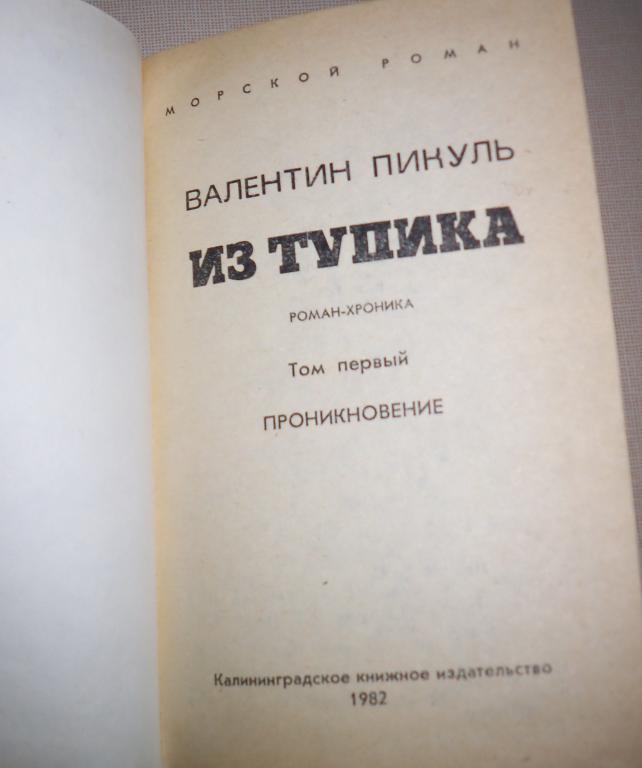 МОРСКОЙ РОМАН
ВАЛЕНТИН ПИКУЛЬ
ИЗ ТУПИКА
РОМАН-ХРОНИКА
Том первый
ПРОНИКНОВЕНИЕ
Калининградское книжное издательство
1982